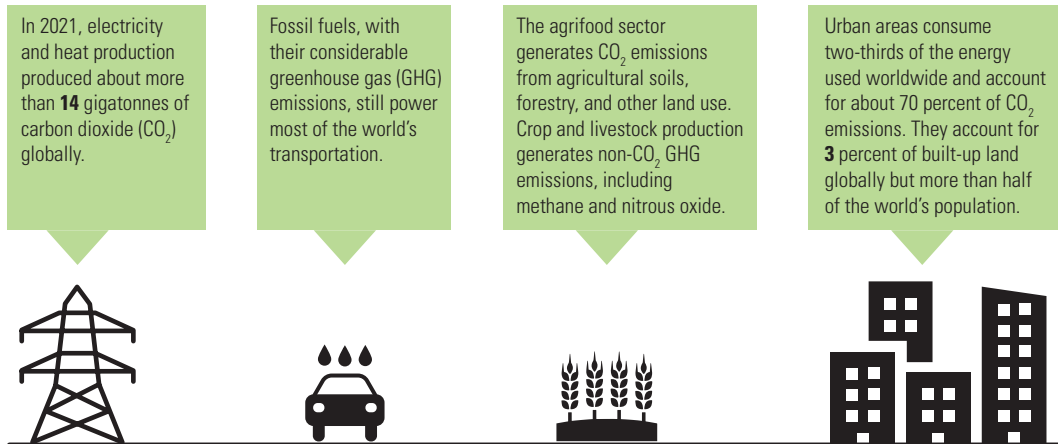 In 2021, electricity
and heat production
produced about more
than 14 gigatonnes of
carbon dioxide (CO₂)
globally.
Fossil fuels, with
their considerable
greenhouse gas (GHG)
emissions, still power
most of the world’s
transportation.
The agrifood sector
generates CO₂ emissions
from agricultural soils,
forestry, and other land use.
Crop and livestock production
generates non-CO₂ GHG
emissions, including
methane and nitrous oxide.
Urban areas consume
two-thirds of the energy
used worldwide and account
for about 70 percent of CO₂
emissions. They account for
3 percent of built-up land
globally but more than half
of the world’s population.